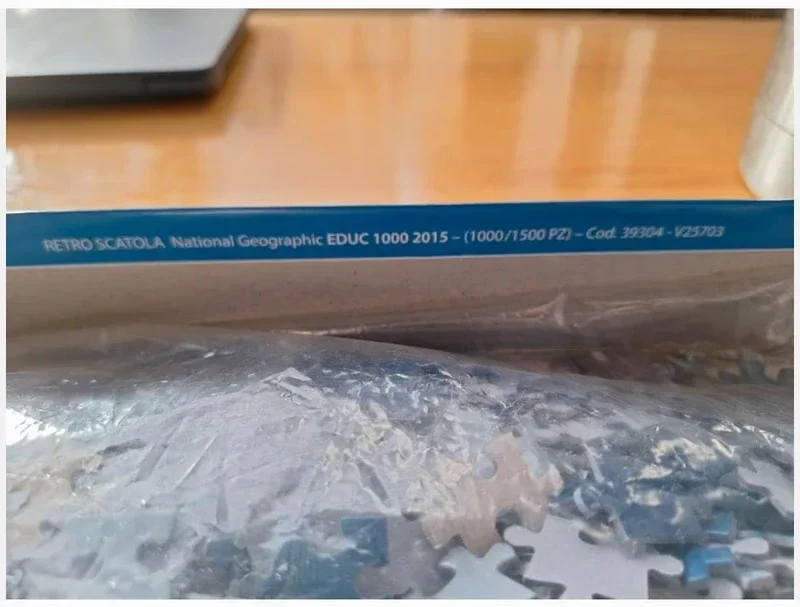 RETRO SCATOLA National Geographic EDUC 1000 2015 – (1000/1500 PZ) – Cod. 39304 - V25703